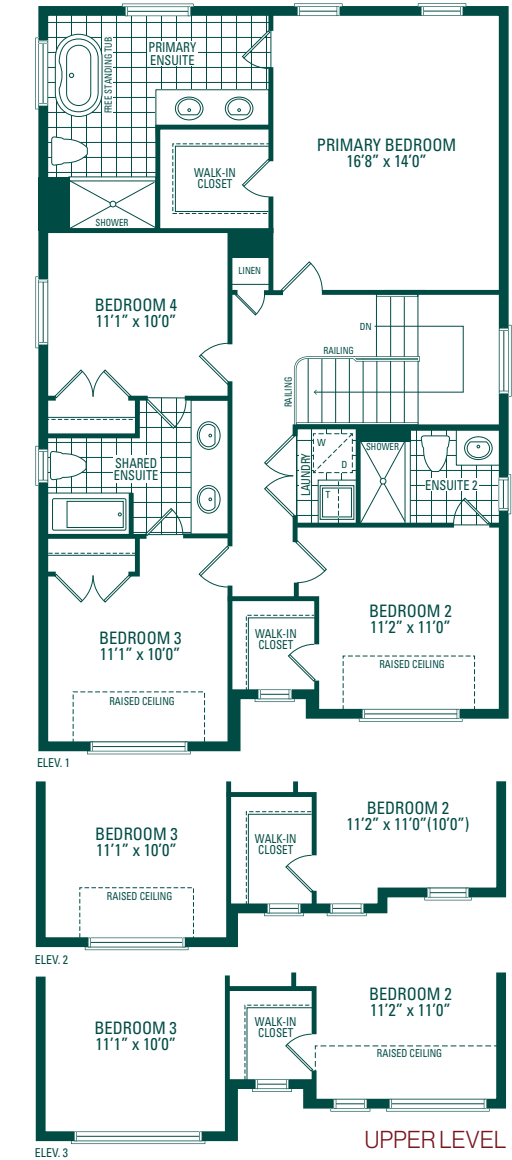 PRIMARY
ENSUITE
FREE STANDING TUB
PRIMARY BEDROOM
16'8" x 14'0"
WALK-IN
CLOSET
SHOWER
LINEN
BEDROOM 4
11'1" x 10'0"
DN
RAILING
RAILING
SHARED
ENSUITE
LAUNDRY
W
D
T
SHOWER
ENSUITE 2
BEDROOM 3
11'1" x 10'0"
RAISED CEILING
WALK-IN
CLOSET
BEDROOM 2
11'2" x 11'0"
RAISED CEILING
ELEV. 1
BEDROOM 3
11'1" x 10'0"
RAISED CEILING
WALK-IN
CLOSET
BEDROOM 2
11'2" x 11'0"(10'0")
ELEV. 2
BEDROOM 3
11'1" x 10'0"
WALK-IN
CLOSET
BEDROOM 2
11'2" x 11'0"
RAISED CEILING
ELEV. 3
UPPER LEVEL